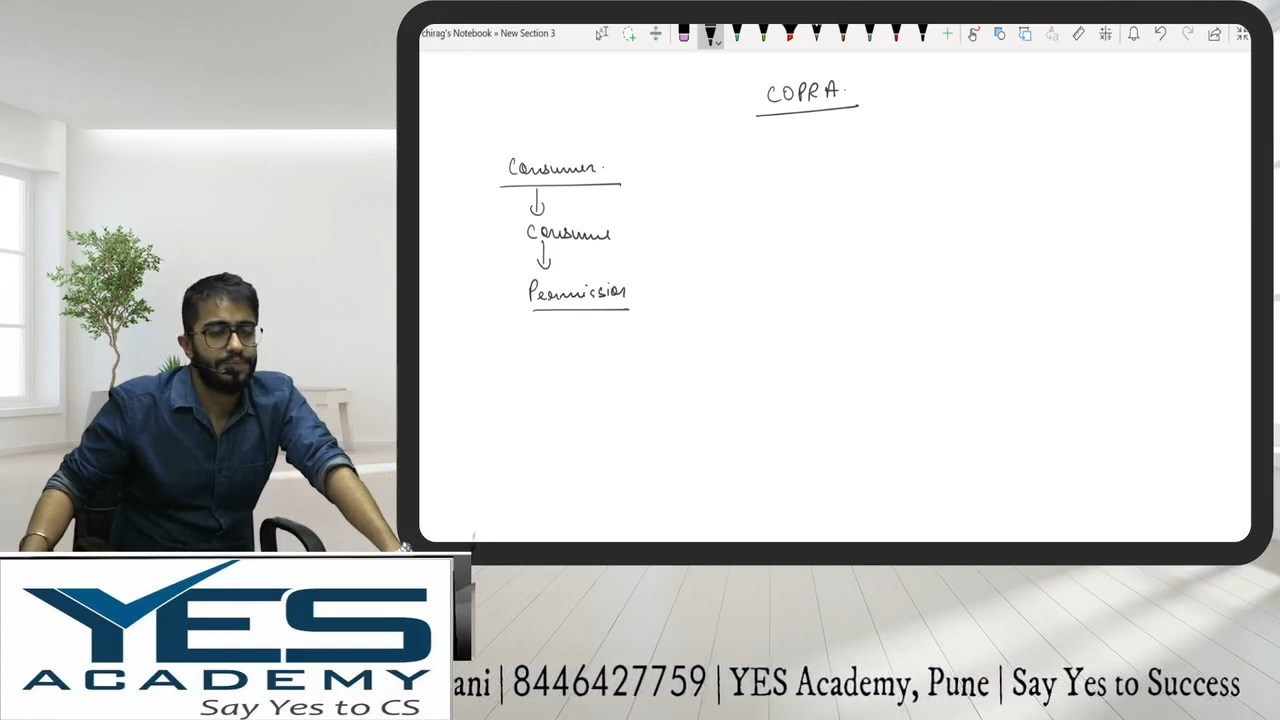 chirag's Notebook » New Section 3
COPRA.
Consumer.
Consume
Permission
YES
ACADEMY
Say Yes to CS
ani | 8446427759 | YES Academy, Pune | Say Yes to Success